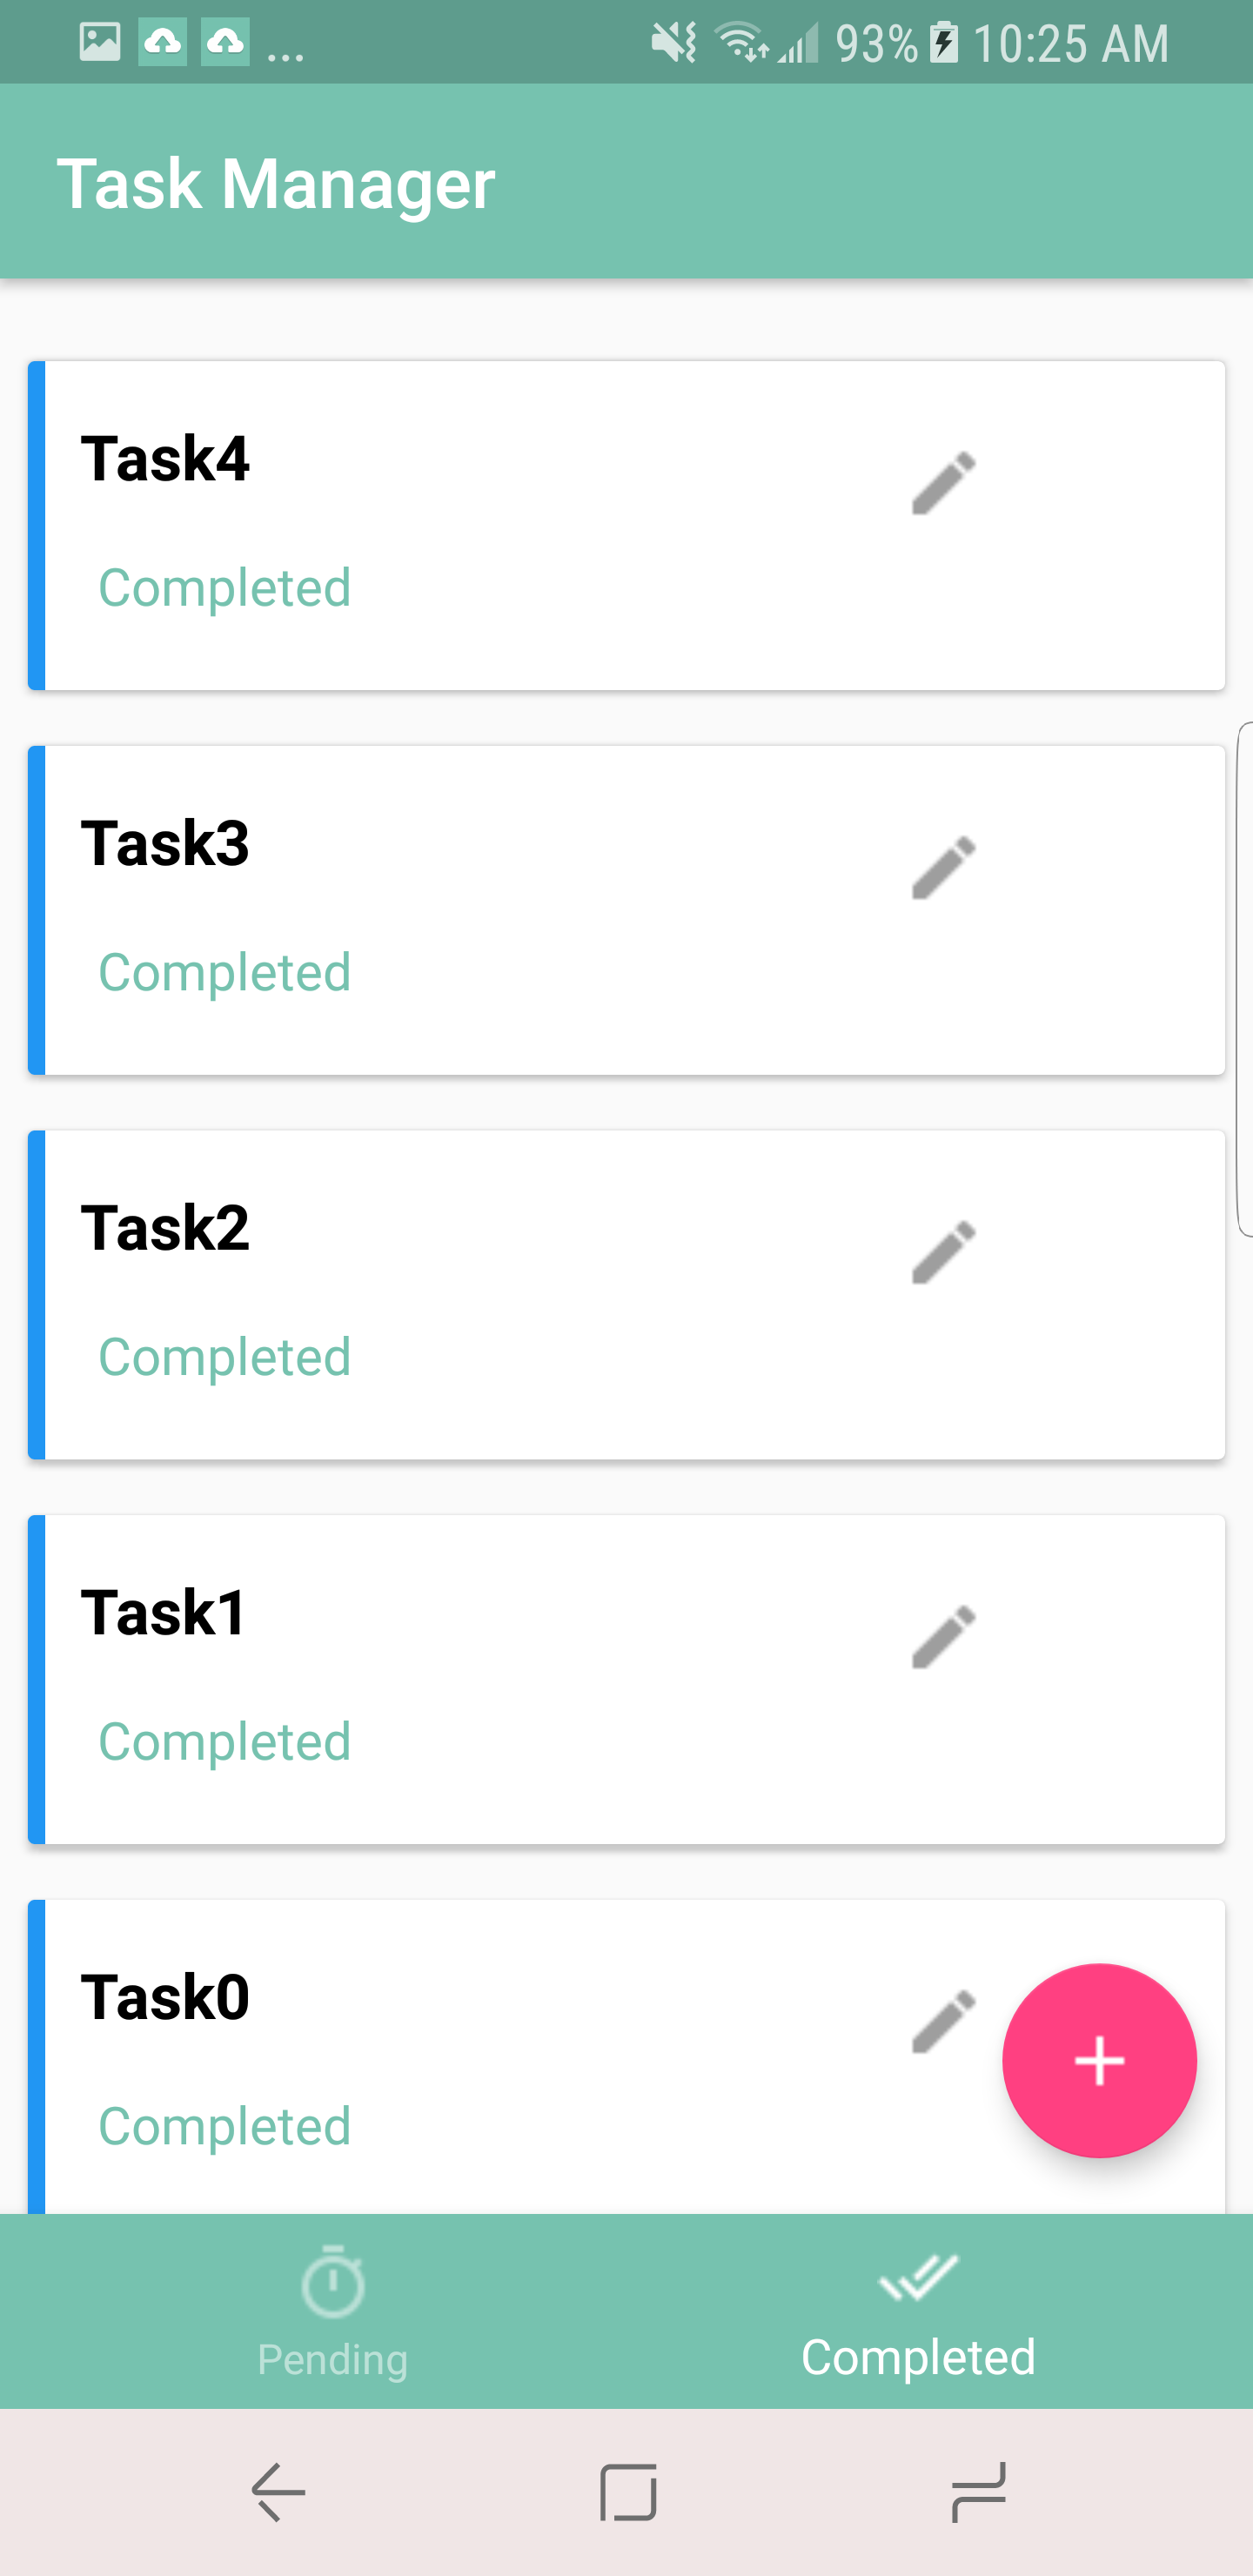 ... 93% 10:25 AM
Task Manager
Task4
Completed
Task3
Completed
Task2
Completed
Task1
Completed
Task0
Completed
Pending
Completed